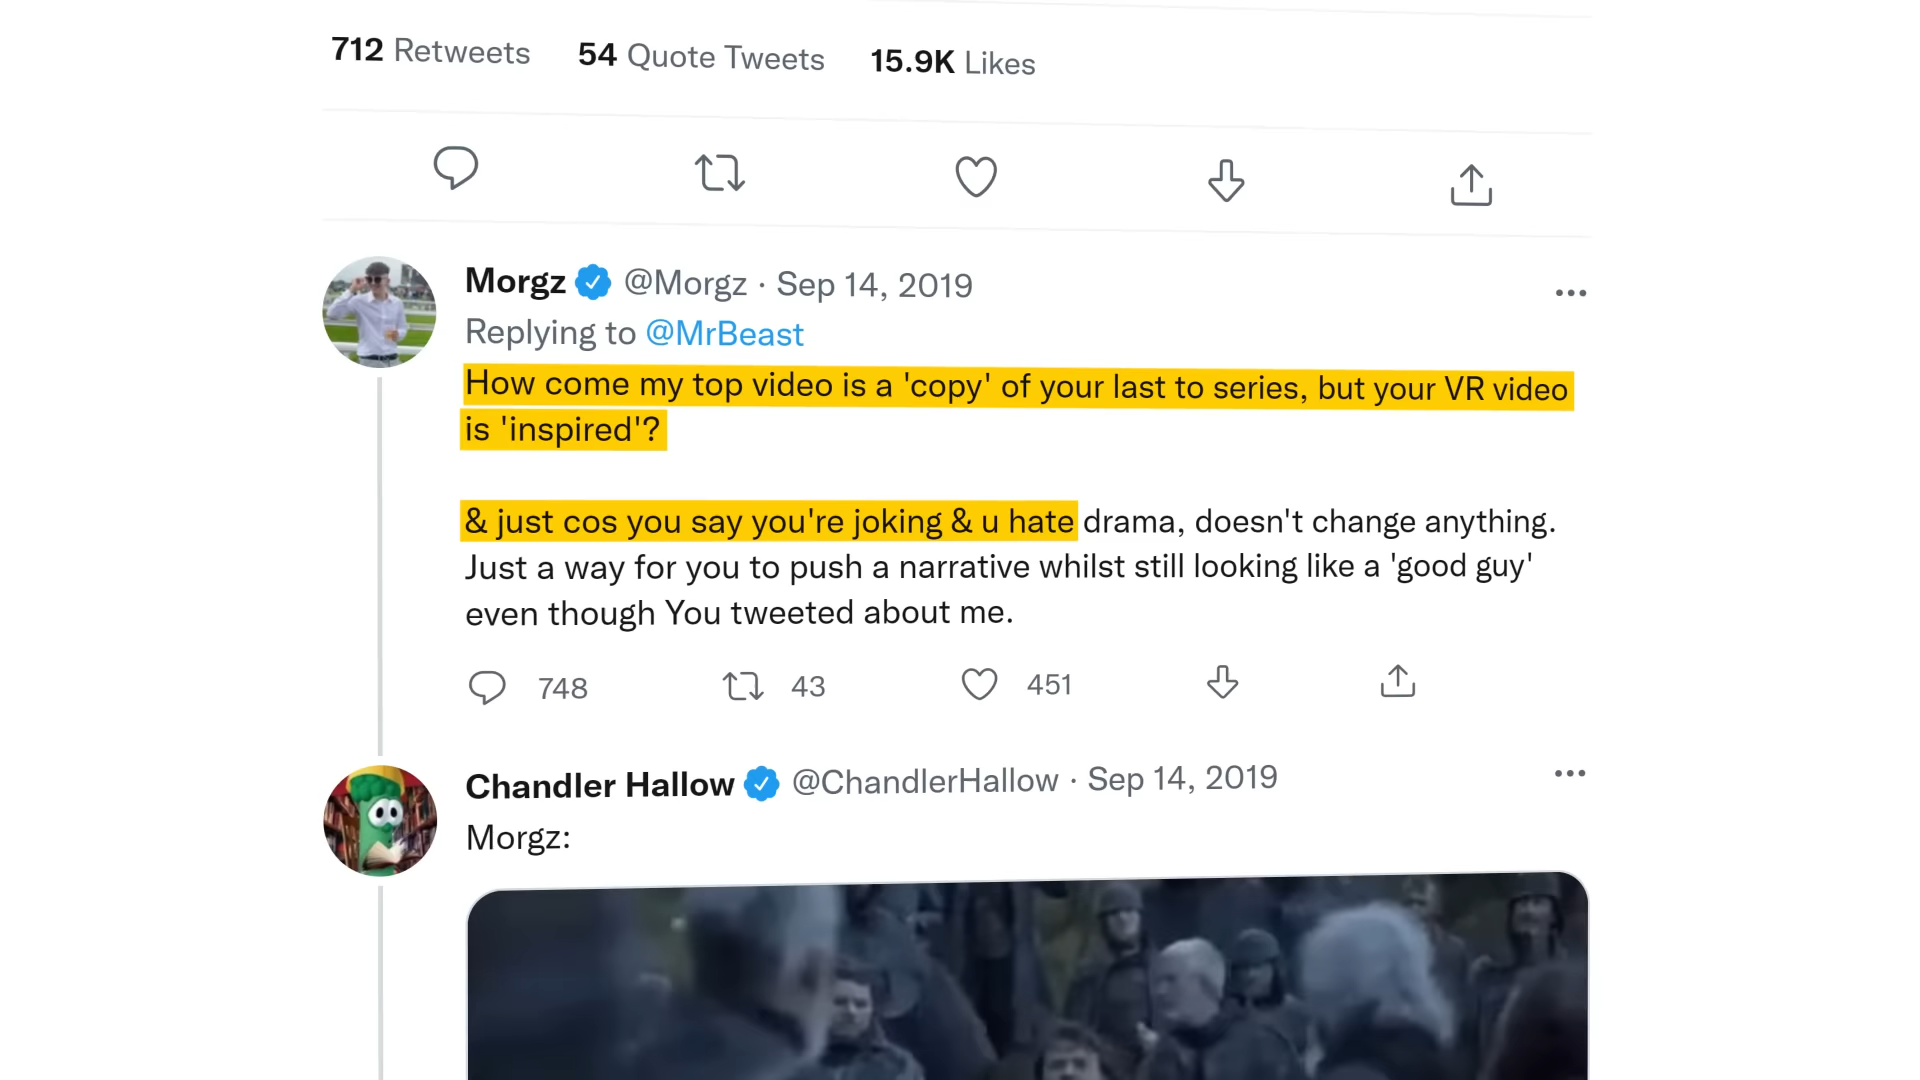 712 Retweets 54 Quote Tweets 15.9K Likes
Morgz @Morgz · Sep 14, 2019
Replying to @MrBeast
How come my top video is a 'copy' of your last to series, but your VR video
is 'inspired'?
& just cos you say you're joking & u hate drama, doesn't change anything.
Just a way for you to push a narrative whilst still looking like a 'good guy'
even though You tweeted about me.
748 43 451
Chandler Hallow @ChandlerHallow · Sep 14, 2019
Morgz: